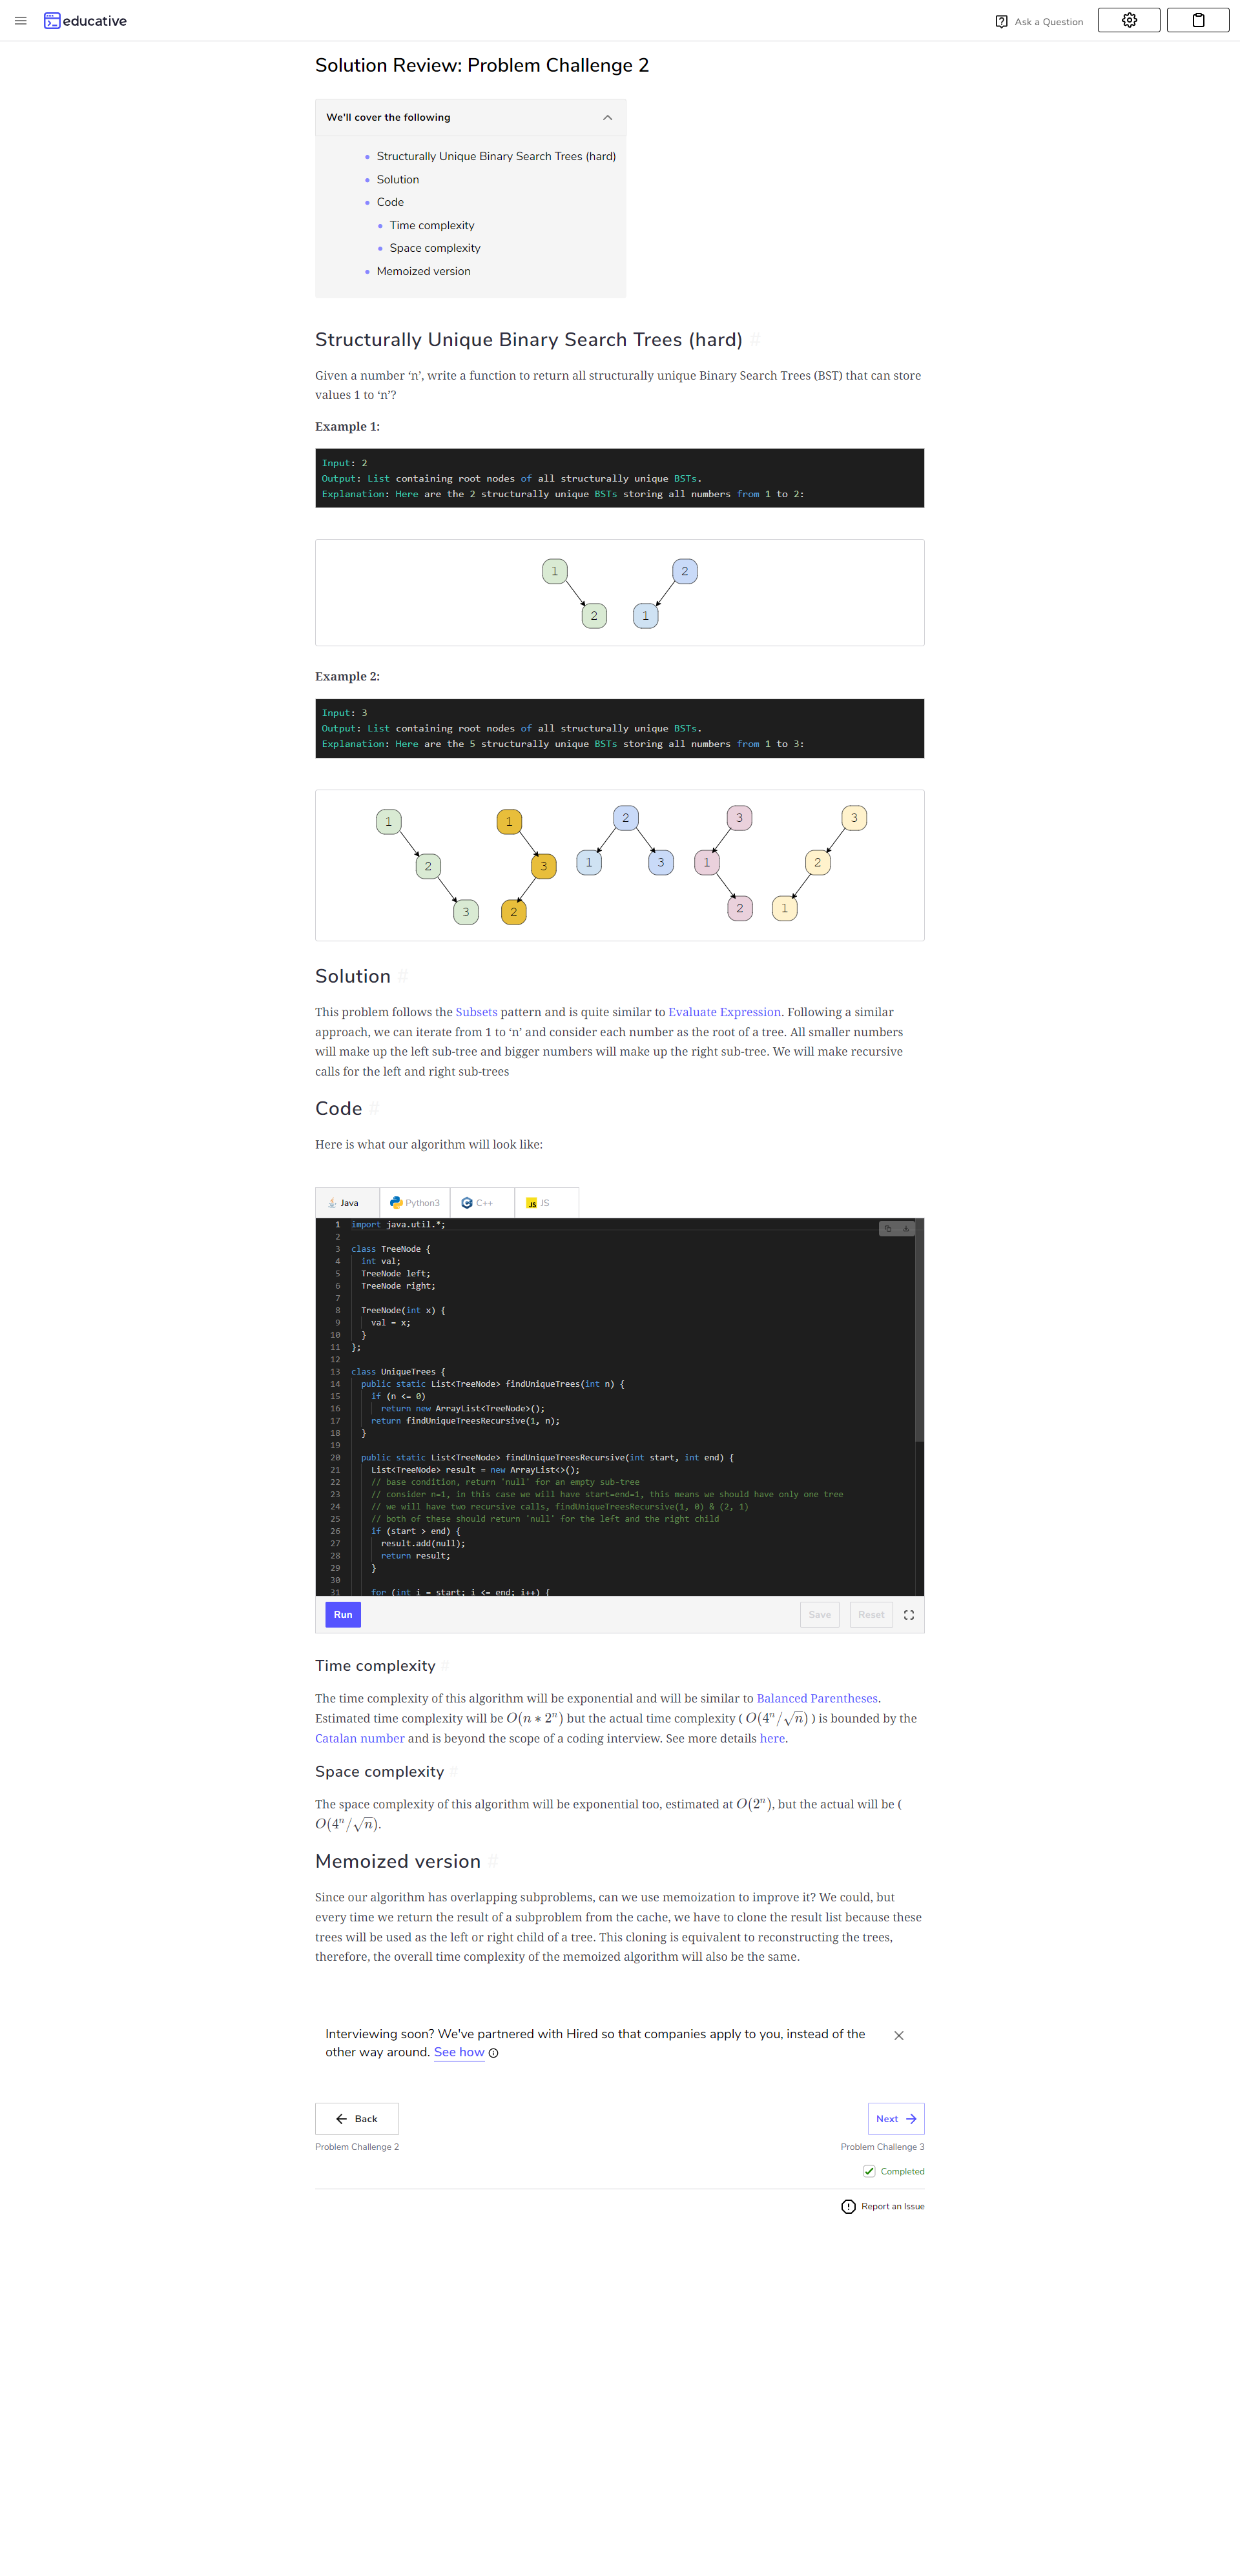 educative
Ask a Question
Solution Review: Problem Challenge 2
We'll cover the following
Structurally Unique Binary Search Trees (hard)
Solution
Code
Time complexity
Space complexity
Memoized version
Structurally Unique Binary Search Trees (hard) #
Given a number ‘n’, write a function to return all structurally unique Binary Search Trees (BST) that can store
values 1 to ‘n’?
Example 1:
Input: 2
Output: List containing root nodes of all structurally unique BSTs.
Explanation: Here are the 2 structurally unique BSTs storing all numbers from 1 to 2:
1 2
2 1
Example 2:
Input: 3
Output: List containing root nodes of all structurally unique BSTs.
Explanation: Here are the 5 structurally unique BSTs storing all numbers from 1 to 3:
1 1 2 3 3
2 3 1 3 1 2
3 2 2 1
Solution #
This problem follows the Subsets pattern and is quite similar to Evaluate Expression. Following a similar
approach, we can iterate from 1 to ‘n’ and consider each number as the root of a tree. All smaller numbers
will make up the left sub-tree and bigger numbers will make up the right sub-tree. We will make recursive
calls for the left and right sub-trees
Code #
Here is what our algorithm will look like:
Java Python3 C++ JS JS
1 import java.util.*;
2
3 class TreeNode {
4 int val;
5 TreeNode left;
6 TreeNode right;
7
8 TreeNode(int x) {
9 val = x;
10 }
11 };
12
13 class UniqueTrees {
14 public static List<TreeNode> findUniqueTrees(int n) {
15 if (n <= 0)
16 return new ArrayList<TreeNode>();
17 return findUniqueTreesRecursive(1, n);
18 }
19
20 public static List<TreeNode> findUniqueTreesRecursive(int start, int end) {
21 List<TreeNode> result = new ArrayList<>();
22 // base condition, return 'null' for an empty sub-tree
23 // consider n=1, in this case we will have start=end=1, this means we should have only one tree
24 // we will have two recursive calls, findUniqueTreesRecursive(1, 0) & (2, 1)
25 // both of these should return 'null' for the left and the right child
26 if (start > end) {
27 result.add(null);
28 return result;
29 }
30
31 for (int i = start; i <= end; i++) {
Run Save Reset
Time complexity #
The time complexity of this algorithm will be exponential and will be similar to Balanced Parentheses.
Estimated time complexity will be O(n ∗ 2ⁿ) but the actual time complexity ( O(4ⁿ/√n) ) is bounded by the
Catalan number and is beyond the scope of a coding interview. See more details here.
Space complexity #
The space complexity of this algorithm will be exponential too, estimated at O(2ⁿ), but the actual will be (
O(4ⁿ/√n).
Memoized version #
Since our algorithm has overlapping subproblems, can we use memoization to improve it? We could, but
every time we return the result of a subproblem from the cache, we have to clone the result list because these
trees will be used as the left or right child of a tree. This cloning is equivalent to reconstructing the trees,
therefore, the overall time complexity of the memoized algorithm will also be the same.
Interviewing soon? We've partnered with Hired so that companies apply to you, instead of the
other way around. See how
Back Next
Problem Challenge 2 Problem Challenge 3
Completed
Report an Issue